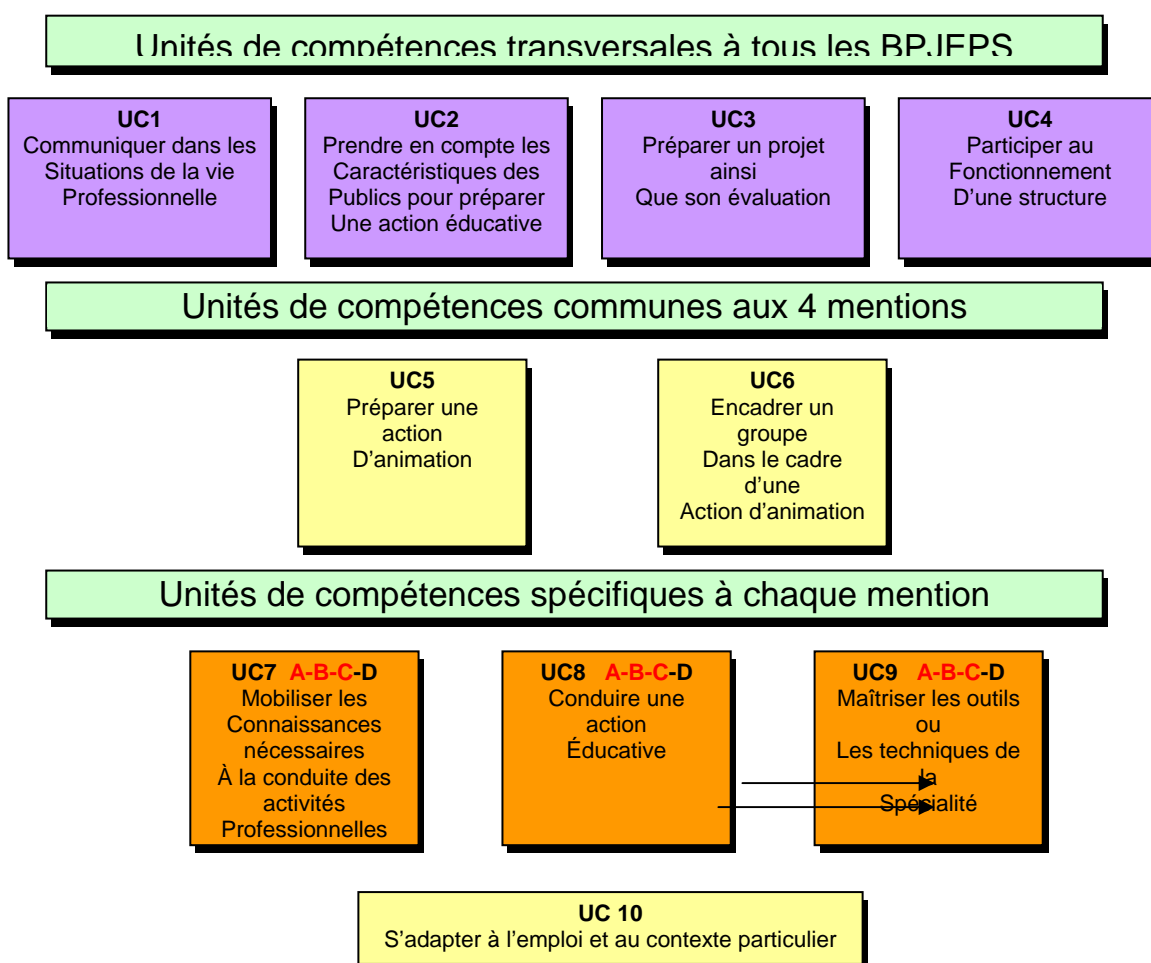 Unités de compétences transversales à tous les BPJEPS
UC1
Communiquer dans les
Situations de la vie
Professionnelle
UC2
Prendre en compte les
Caractéristiques des
Publics pour préparer
Une action éducative
UC3
Préparer un projet
ainsi
Que son évaluation
UC4
Participer au
Fonctionnement
D'une structure
Unités de compétences communes aux 4 mentions
UC5
Préparer une
action
D'animation
UC6
Encadrer un
groupe
Dans le cadre
d'une
Action d'animation
Unités de compétences spécifiques à chaque mention
UC7 A-B-C-D
Mobiliser les
Connaissances
nécessaires
À la conduite des
activités
Professionnelles
UC8 A-B-C-D
Conduire une
action
Éducative
UC9 A-B-C-D
Maîtriser les outils
ou
Les techniques de
la
Spécialité
UC 10
S'adapter à l'emploi et au contexte particulier